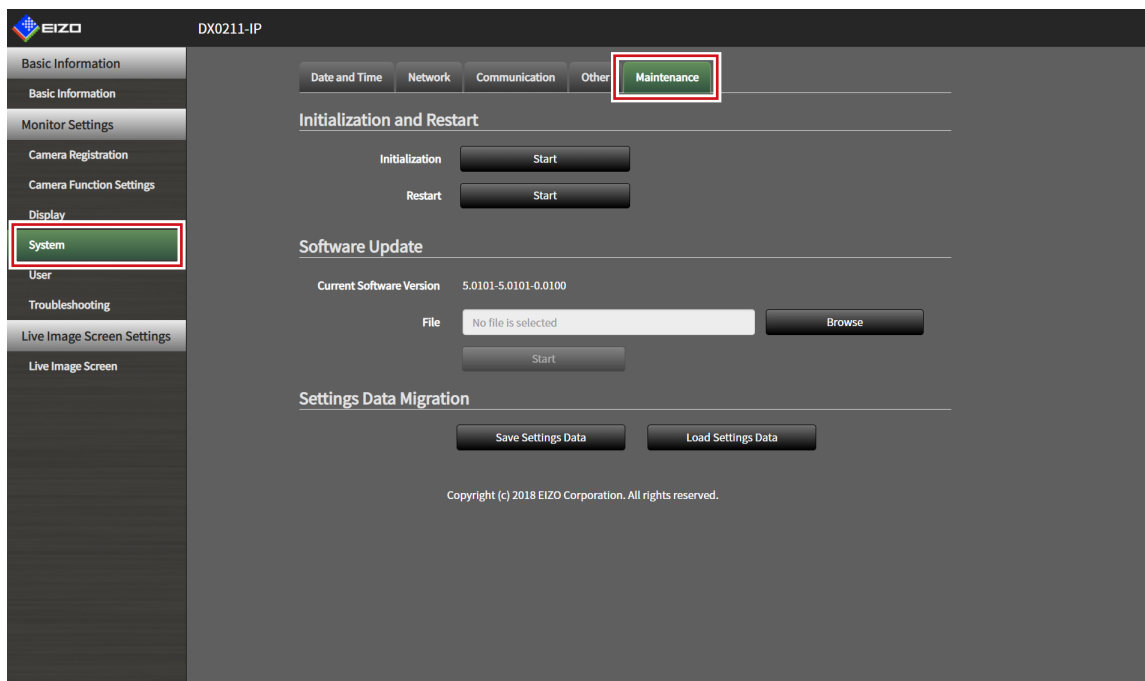 EIZO DX0211-IP
Basic Information
Basic Information
Monitor Settings
Camera Registration
Camera Function Settings
Display
System
User
Troubleshooting
Live Image Screen Settings
Live Image Screen
Date and Time Network Communication Other Maintenance
Initialization and Restart
Initialization Start
Restart Start
Software Update
Current Software Version 5.0101-5.0101-0.0100
File No file is selected Browse
Start
Settings Data Migration
Save Settings Data Load Settings Data
Copyright (c) 2018 EIZO Corporation. All rights reserved.